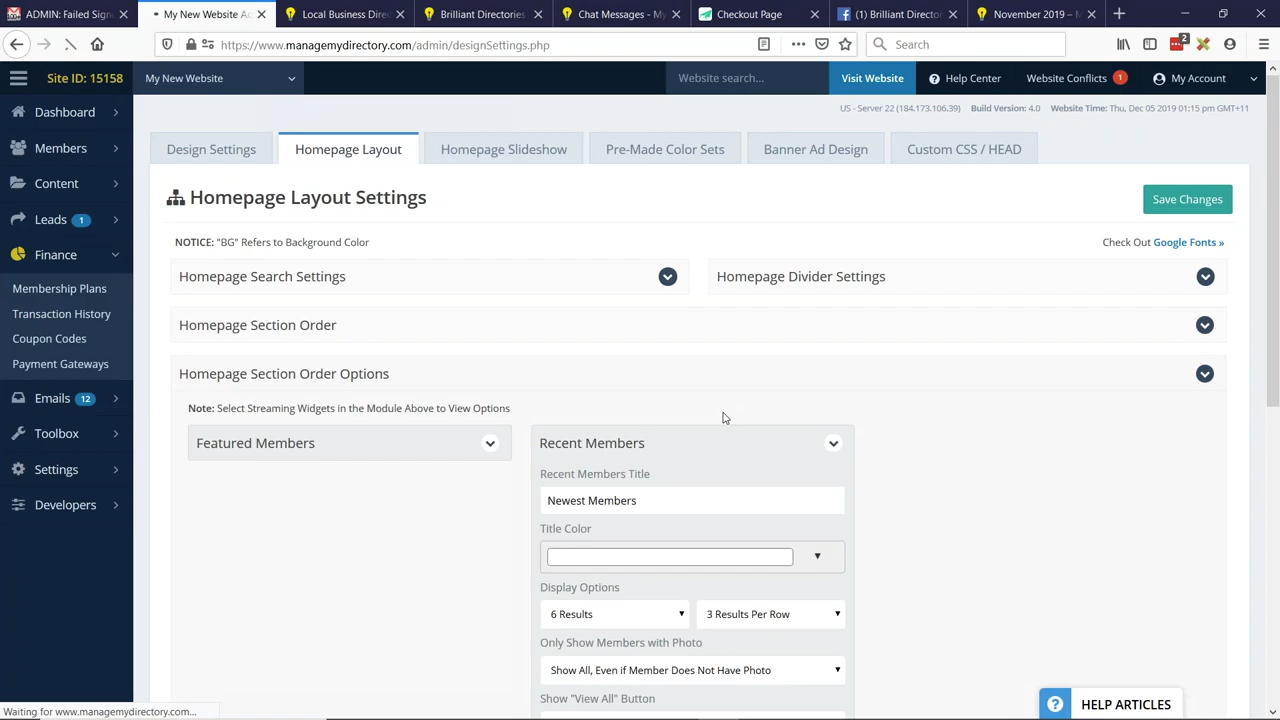 ADMIN: Failed Sign
My New Website Ad
Local Business Dire
Brilliant Directories
Chat Messages - My
Checkout Page
(1) Brilliant Director
November 2019 – M
https://www.managemydirectory.com/admin/designSettings.php
Search
2
Site ID: 15158
My New Website
Website search...
Visit Website
Help Center
Website Conflicts 1
My Account
US - Server 22 (184.173.106.39) Build Version: 4.0 Website Time: Thu, Dec 05 2019 01:15 pm GMT+11
Dashboard
Members
Content
Leads 1
Finance
Membership Plans
Transaction History
Coupon Codes
Payment Gateways
Emails 12
Toolbox
Settings
Developers
Design Settings
Homepage Layout
Homepage Slideshow
Pre-Made Color Sets
Banner Ad Design
Custom CSS / HEAD
Homepage Layout Settings
Save Changes
NOTICE: "BG" Refers to Background Color
Check Out Google Fonts »
Homepage Search Settings
Homepage Divider Settings
Homepage Section Order
Homepage Section Order Options
Note: Select Streaming Widgets in the Module Above to View Options
Featured Members
Recent Members
Recent Members Title
Newest Members
Title Color
Display Options
6 Results
3 Results Per Row
Only Show Members with Photo
Show All, Even if Member Does Not Have Photo
Show "View All" Button
HELP ARTICLES
Waiting for www.managemydirectory.com...